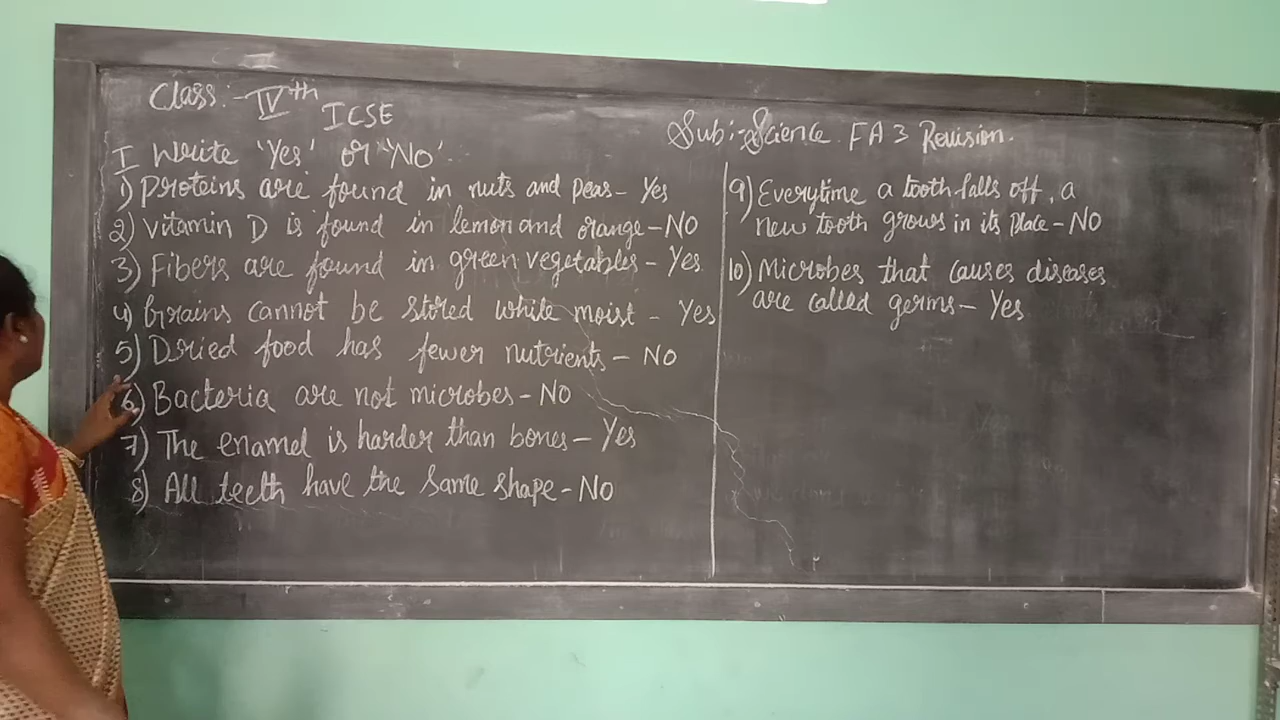 Class:- IVth
ICSE
Sub:- Science FA 3 Revision.
I Write 'Yes' or 'No'
1) Proteins are found in nuts and peas - Yes
2) Vitamin D is found in lemon and orange - NO
3) Fibers are found in green vegetables - Yes
4) Grains cannot be stored while moist - Yes
5) Dried food has fewer nutrients - NO
6) Bacteria are not microbes - NO
7) The enamel is harder than bones - Yes
8) All teeth have the same shape - NO
9) Everytime a tooth falls off, a
new tooth grows in its place - NO
10) Microbes that causes diseases
are called germs - Yes